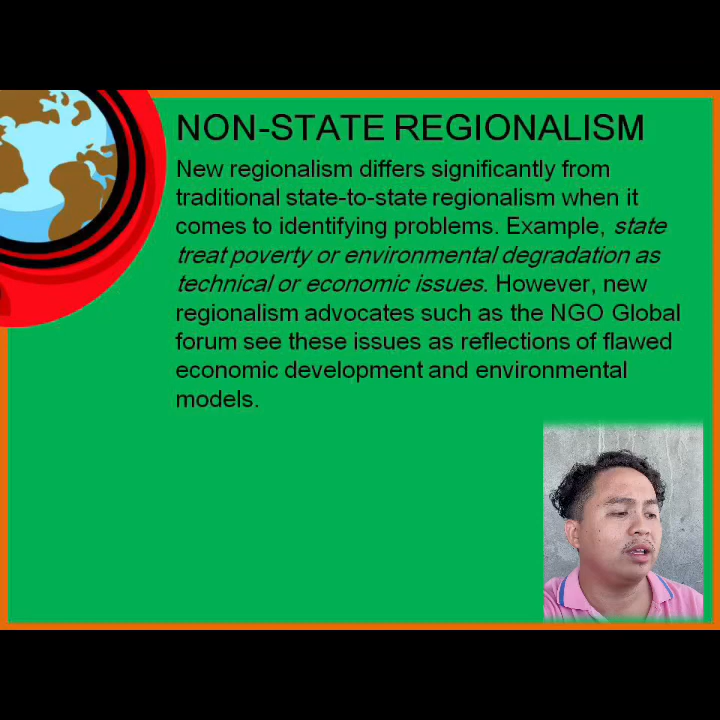 NON-STATE REGIONALISM
New regionalism differs significantly from
traditional state-to-state regionalism when it
comes to identifying problems. Example, state
treat poverty or environmental degradation as
technical or economic issues. However, new
regionalism advocates such as the NGO Global
forum see these issues as reflections of flawed
economic development and environmental
models.